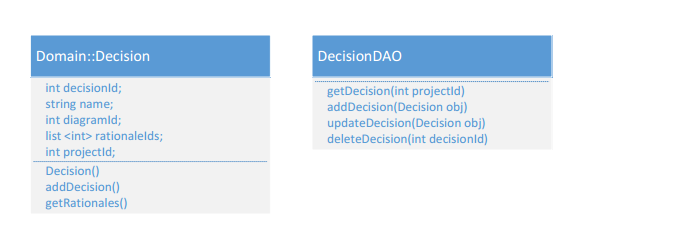 Domain::Decision
int decisionId;
string name;
int diagramId;
list <int> rationaleIds;
int projectId;
Decision()
addDecision()
getRationales()
DecisionDAO
getDecision(int projectId)
addDecision(Decision obj)
updateDecision(Decision obj)
deleteDecision(int decisionId)